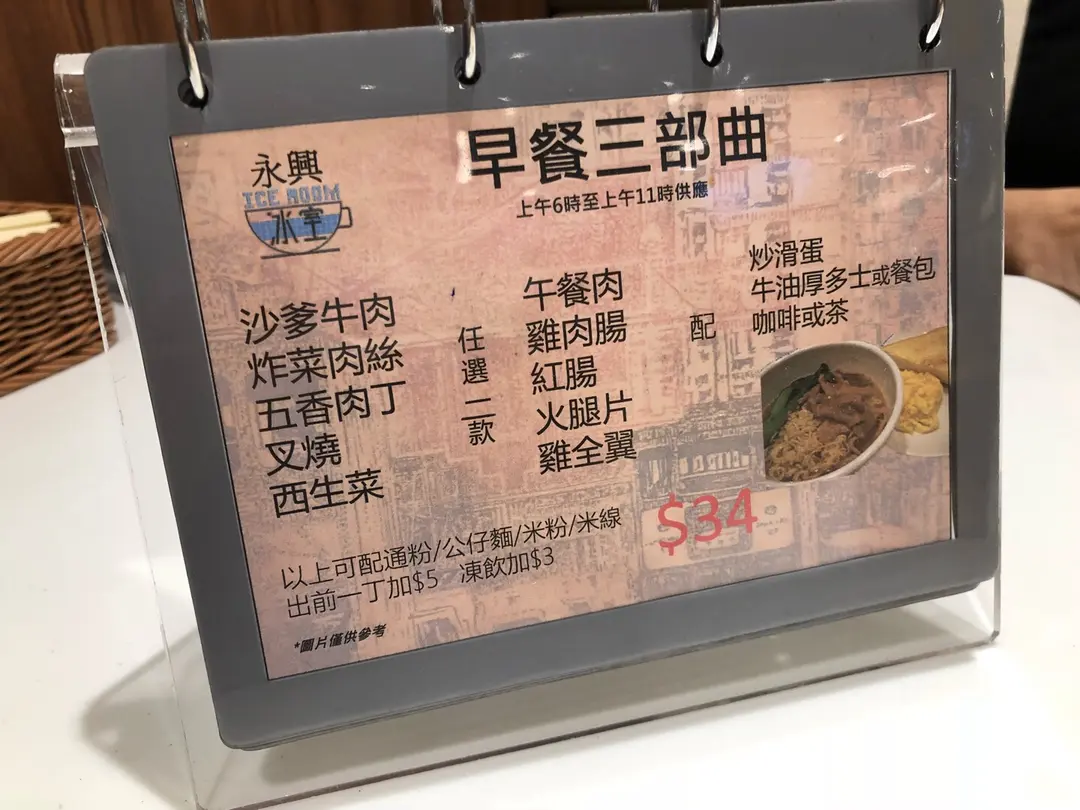 永興
ICE ROOM
冰室
早餐三部曲
上午6時至上午11時供應
沙爹牛肉
炸菜肉絲
五香肉丁
叉燒
西生菜
任選二款
午餐肉
雞肉腸
紅腸
火腿片
雞全翼
配
炒滑蛋
牛油厚多士或餐包
咖啡或茶
$34
以上可配通粉/公仔麵/米粉/米線
出前一丁加$5 凍飲加$3
*圖片僅供參考